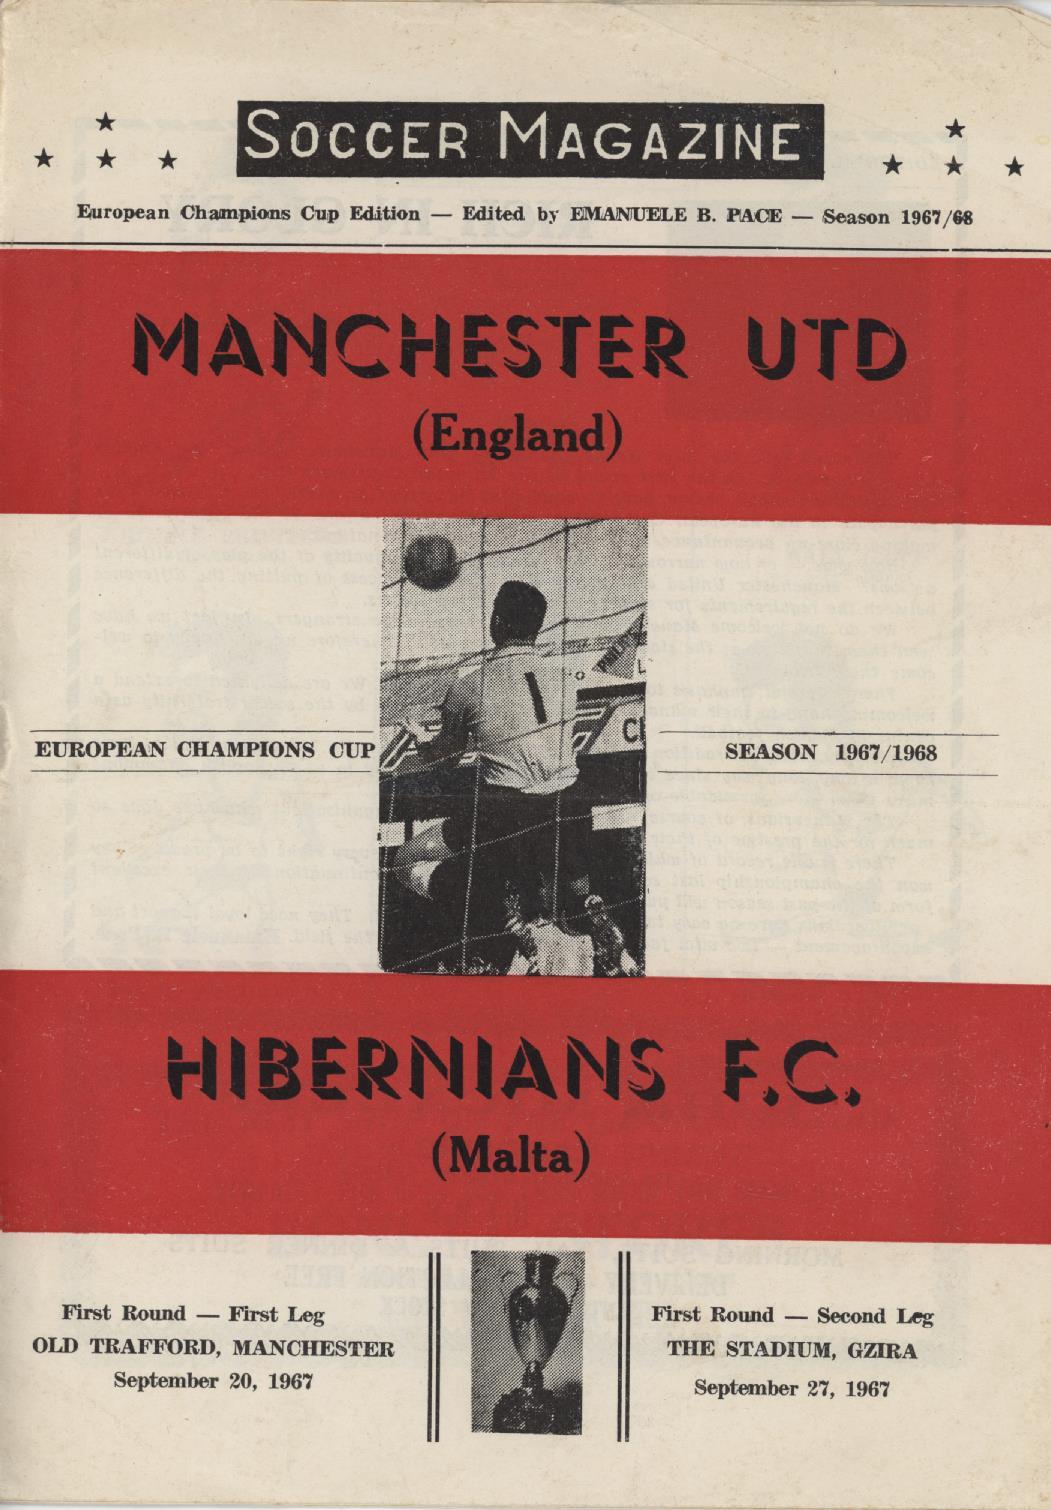 SOCCER MAGAZINE
European Champions Cup Edition — Edited by EMANUELE B. PACE — Season 1967/68
MANCHESTER UTD
(England)
1
EUROPEAN CHAMPIONS CUP
SEASON 1967/1968
HIBERNIANS F.C.
(Malta)
First Round — First Leg
OLD TRAFFORD, MANCHESTER
September 20, 1967
First Round — Second Leg
THE STADIUM, GZIRA
September 27, 1967